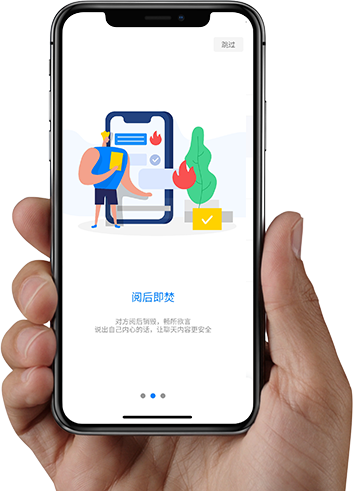 跳过
阅后即焚
对方阅后销毁，畅所欲言
说出自己内心的话，让聊天内容更安全